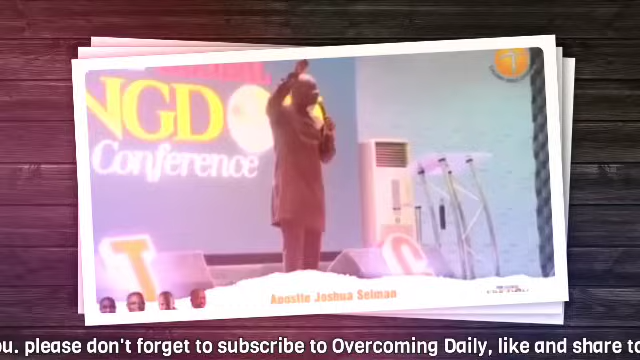 NGD
Conference
T
C
Apostle Joshua Selman
ou. please don't forget to subscribe to Overcoming Daily, like and share to